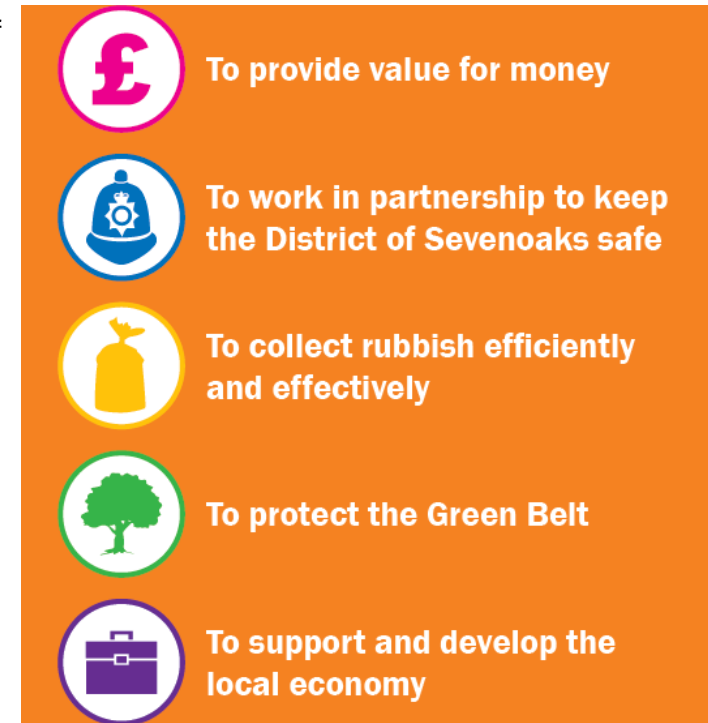 £
To provide value for money
To work in partnership to keep
the District of Sevenoaks safe
To collect rubbish efficiently
and effectively
To protect the Green Belt
To support and develop the
local economy